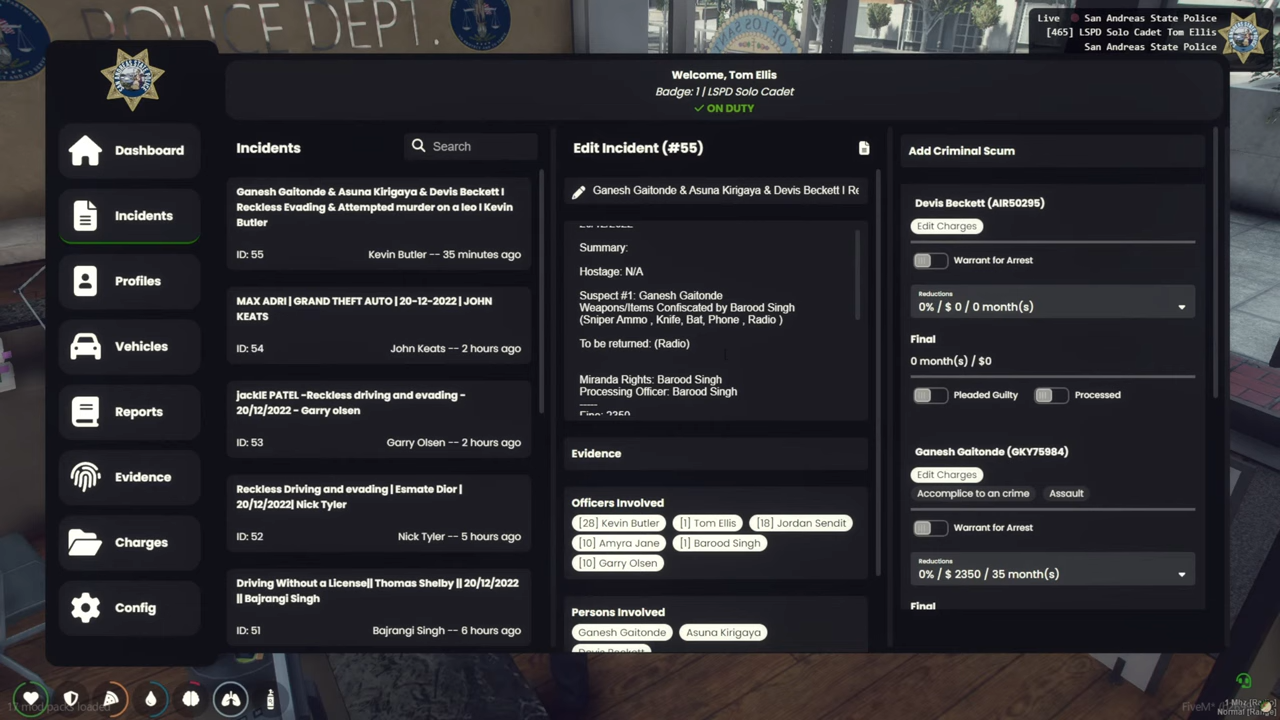 POLICE DEPT.
Live San Andreas State Police
[465] LSPD Solo Cadet Tom Ellis
San Andreas State Police
Welcome, Tom Ellis
Badge: 1 | LSPD Solo Cadet
ON DUTY
Dashboard
Incidents
Profiles
Vehicles
Reports
Evidence
Charges
Config
Incidents
Search
Ganesh Gaitonde & Asuna Kirigaya & Devis Beckett I
Reckless Evading & Attempted murder on a leo I Kevin
Butler
ID: 55 Kevin Butler -- 35 minutes ago
MAX ADRI | GRAND THEFT AUTO | 20-12-2022 | JOHN
KEATS
ID: 54 John Keats -- 2 hours ago
jackIE PATEL -Reckless driving and evading -
20/12/2022 - Garry olsen
ID: 53 Garry Olsen -- 2 hours ago
Reckless Driving and evading | Esmate Dior |
20/12/2022| Nick Tyler
ID: 52 Nick Tyler -- 5 hours ago
Driving Without a License|| Thomas Shelby || 20/12/2022
|| Bajrangi Singh
ID: 51 Bajrangi Singh -- 6 hours ago
Edit Incident (#55)
Ganesh Gaitonde & Asuna Kirigaya & Devis Beckett I Re
20/12/2022
Summary:
Hostage: N/A
Suspect #1: Ganesh Gaitonde
Weapons/Items Confiscated by Barood Singh
(Sniper Ammo , Knife, Bat, Phone , Radio )
To be returned: (Radio)
Miranda Rights: Barood Singh
Processing Officer: Barood Singh
Fine: 2350
Evidence
Officers Involved
[28] Kevin Butler [1] Tom Ellis [18] Jordan Sendit
[10] Amyra Jane [1] Barood Singh
[10] Garry Olsen
Persons Involved
Ganesh Gaitonde Asuna Kirigaya
Devis Beckett
Add Criminal Scum
Devis Beckett (AIR50295)
Edit Charges
Warrant for Arrest
Reductions
0% / $ 0 / 0 month(s)
Final
0 month(s) / $0
Pleaded Guilty Processed
Ganesh Gaitonde (GKY75984)
Edit Charges
Accomplice to an crime Assault
Warrant for Arrest
Reductions
0% / $ 2350 / 35 month(s)
Final